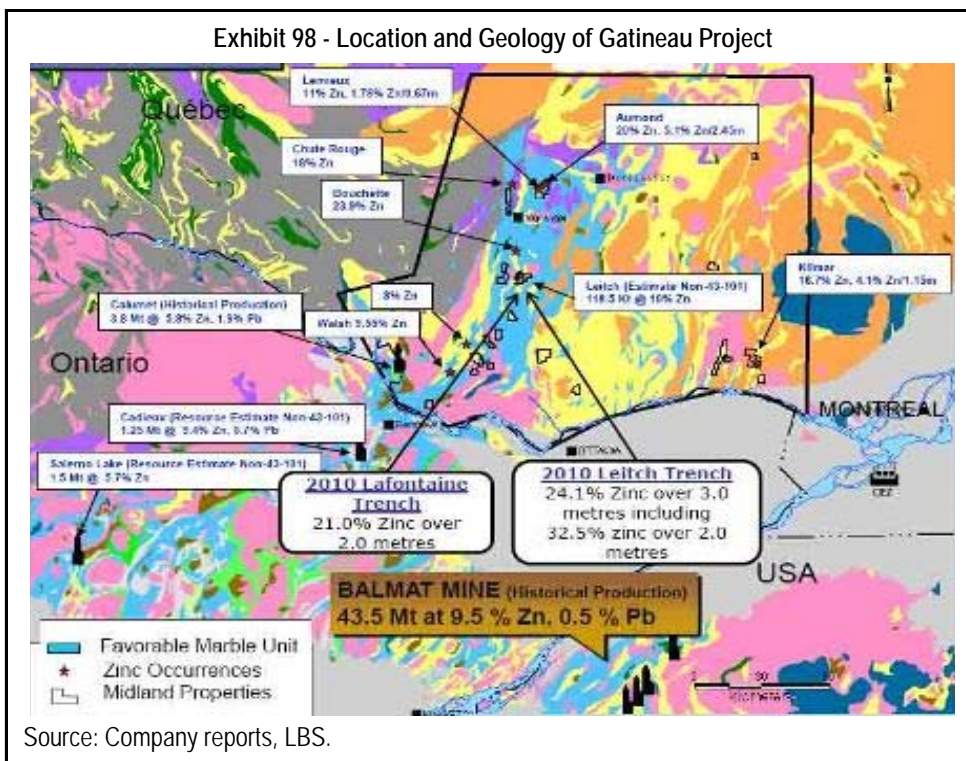 Exhibit 98 - Location and Geology of Gatineau Project
Québec
Lemieux
11% Zn, 1.78% Zn/0.67m
Aumond
20% Zn, 5.1% Zn/2.45m
Chute Rouge
18% Zn
Bouchette
23.9% Zn
Calumet (Historical Production)
3.8 Mt @ 5.8% Zn, 1.9% Pb
8% Zn
Walsh 5.55% Zn
Leitch (Estimate Non-43-101)
118.5 Kt @ 10% Zn
Kilmar
16.7% Zn, 4.1% Zn/1.15m
Ontario
MONTREAL
Cadieux (Resource Estimate Non-43-101)
1.25 Mt @ 9.4% Zn, 0.7% Pb
OTTAWA
Salerno Lake (Resource Estimate Non-43-101)
1.5 Mt @ 5.7% Zn
2010 Lafontaine
Trench
21.0% Zinc over
2.0 metres
2010 Leitch Trench
24.1% Zinc over 3.0
metres including
32.5% zinc over 2.0
metres
CEZ
USA
BALMAT MINE (Historical Production)
43.5 Mt at 9.5 % Zn, 0.5 % Pb
Favorable Marble Unit
Zinc Occurrences
Midland Properties
Source: Company reports, LBS.